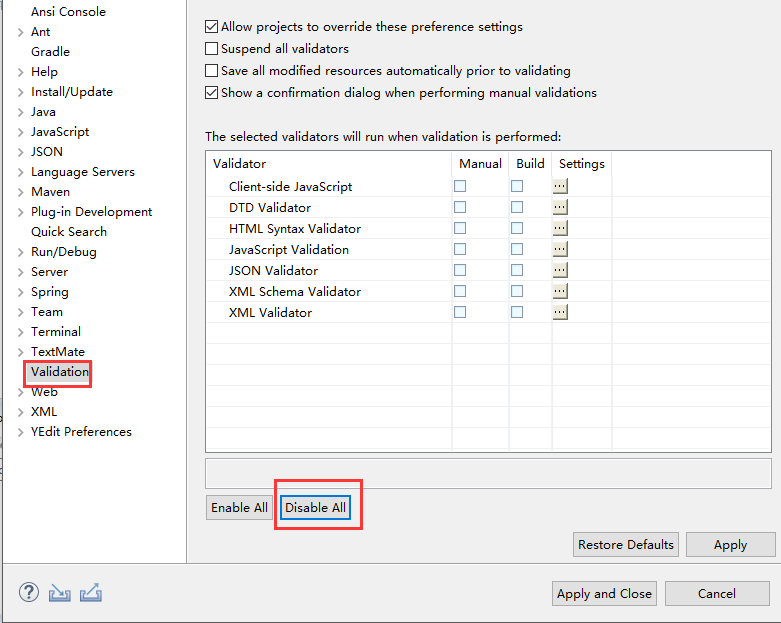 Ansi Console
Ant
Gradle
Help
Install/Update
Java
JavaScript
JSON
Language Servers
Maven
Plug-in Development
Quick Search
Run/Debug
Server
Spring
Team
Terminal
TextMate
Validation
Web
XML
YEdit Preferences
Allow projects to override these preference settings
Suspend all validators
Save all modified resources automatically prior to validating
Show a confirmation dialog when performing manual validations
The selected validators will run when validation is performed:
Validator Manual Build Settings
Client-side JavaScript ...
DTD Validator ...
HTML Syntax Validator ...
JavaScript Validation ...
JSON Validator ...
XML Schema Validator ...
XML Validator ...
Enable All Disable All
Restore Defaults Apply
? Apply and Close Cancel